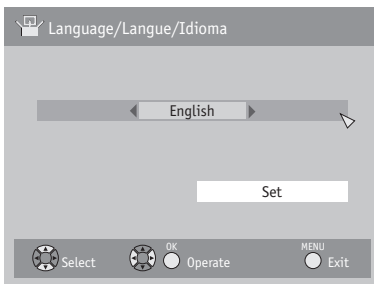 Language/Langue/Idioma
English
Set
Select
OK
Operate
MENU
Exit